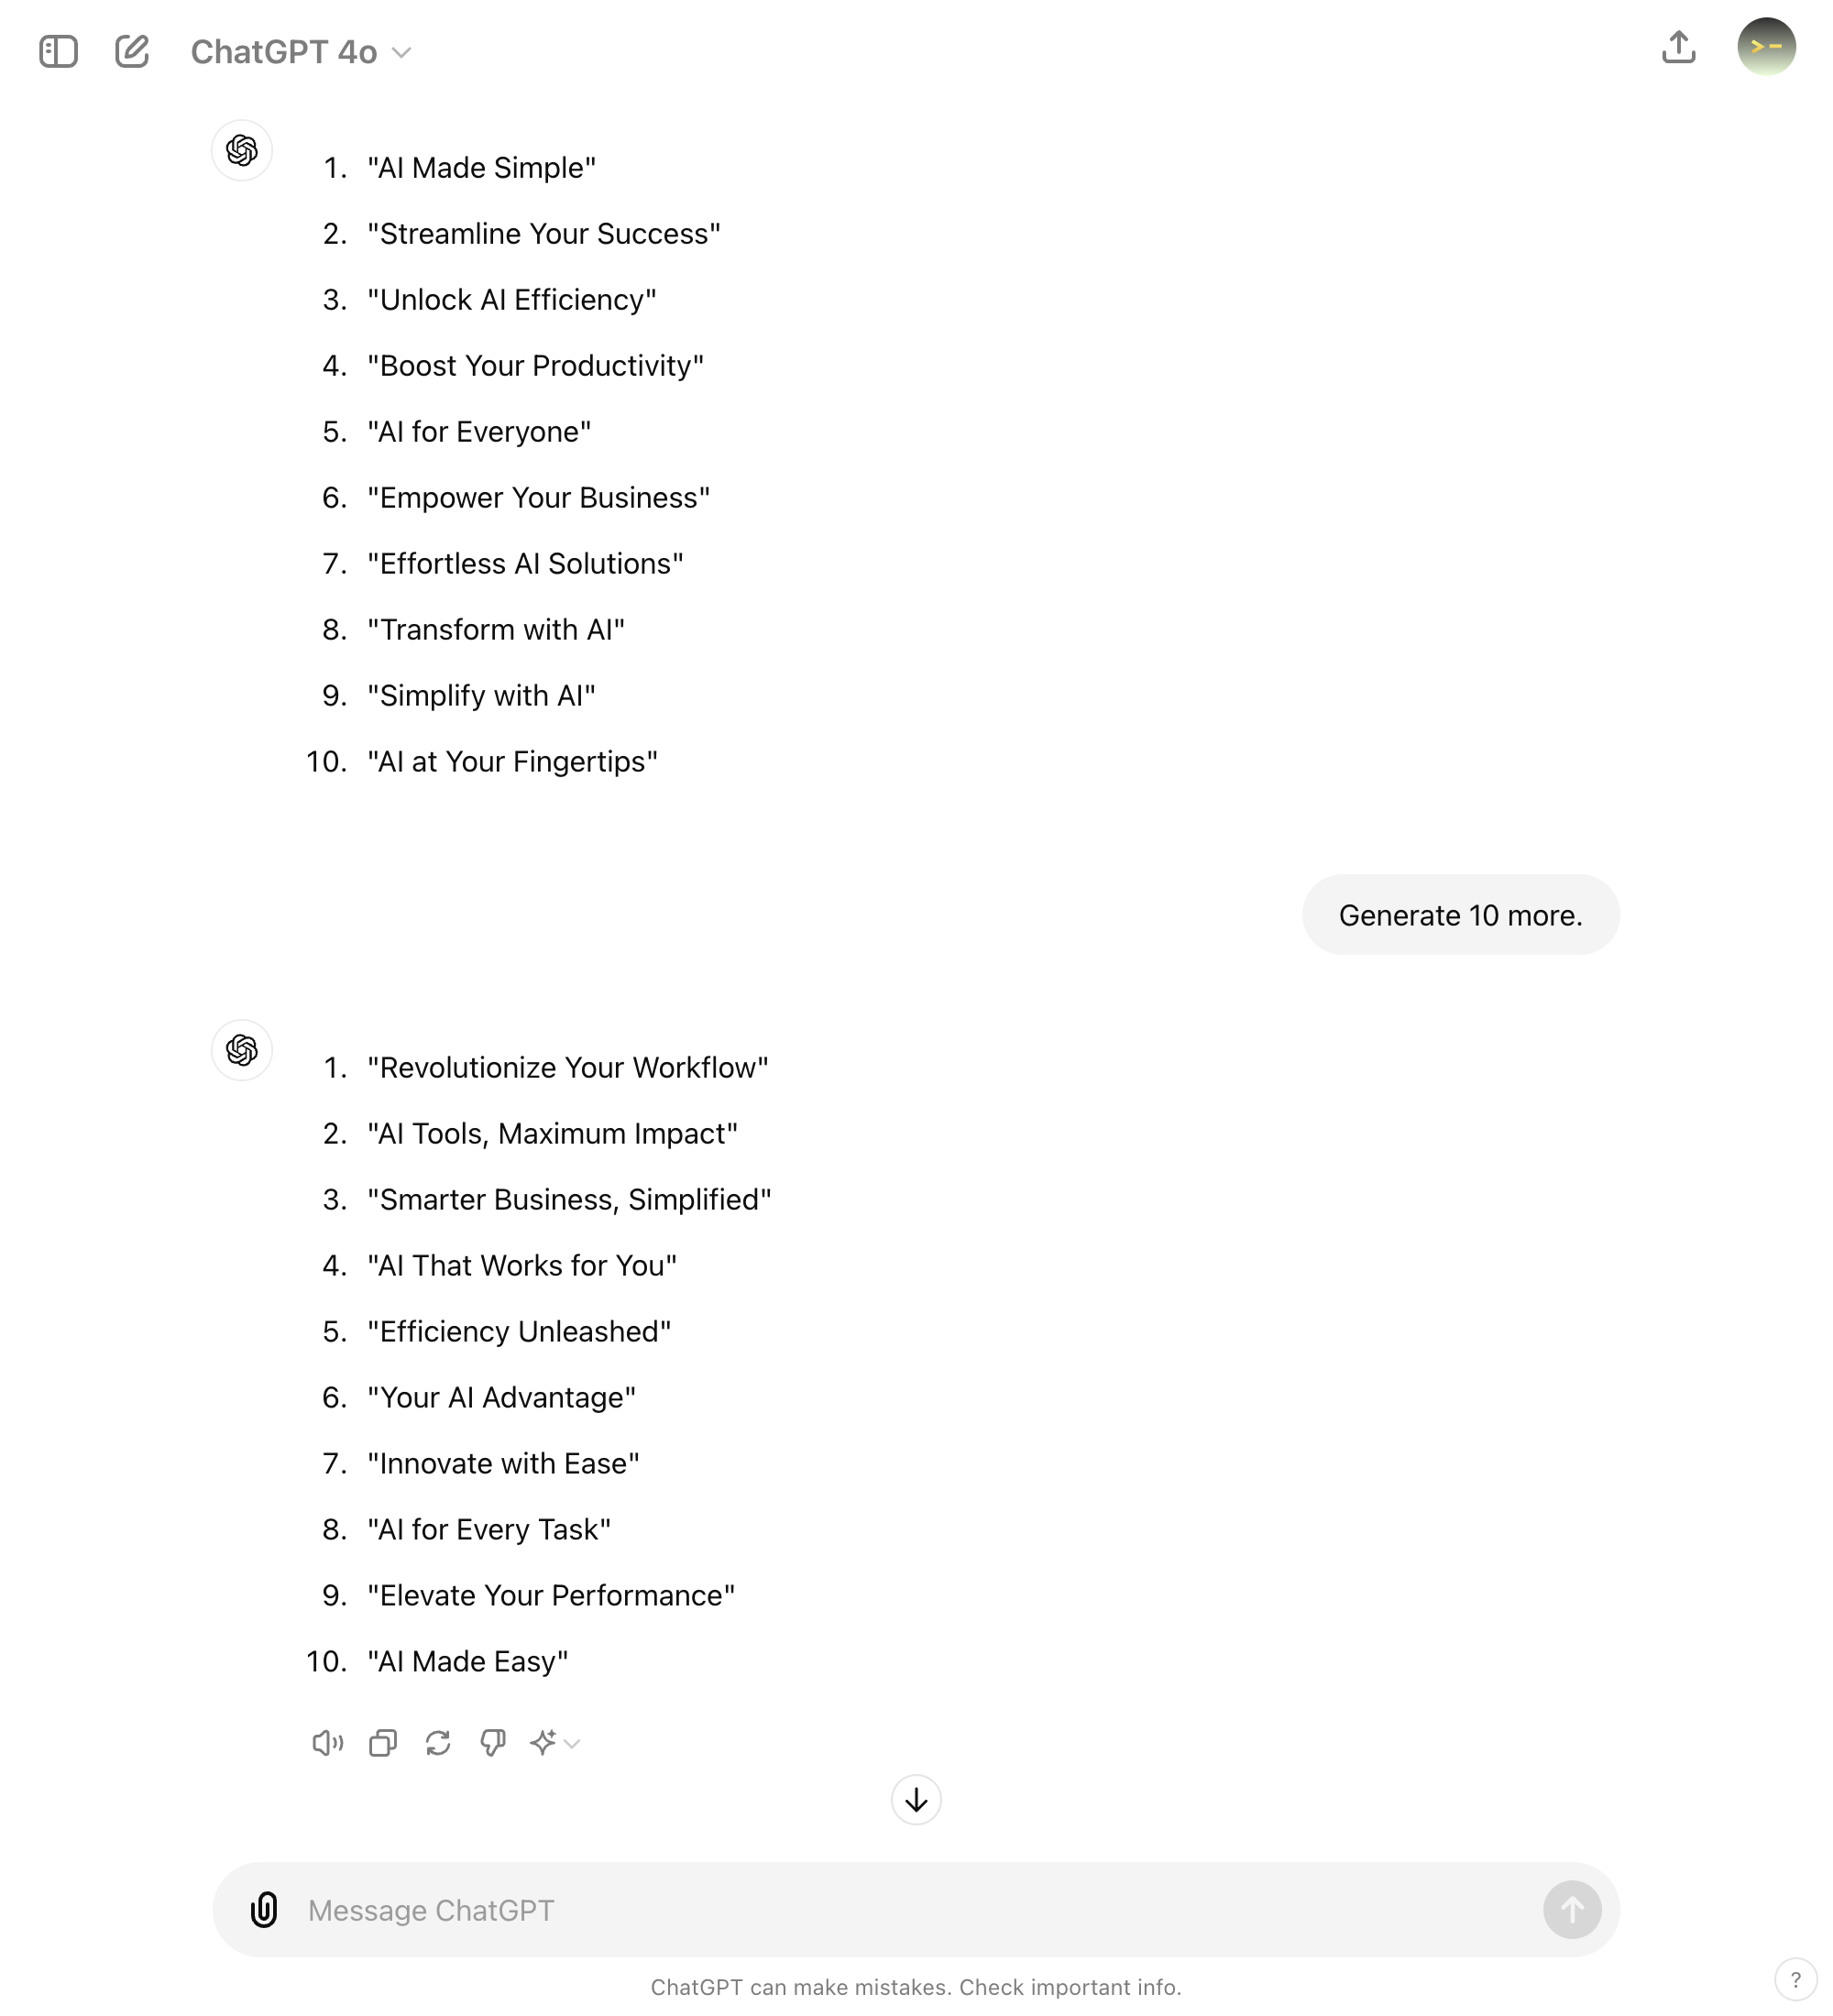 ChatGPT 4o
1. "AI Made Simple"
2. "Streamline Your Success"
3. "Unlock AI Efficiency"
4. "Boost Your Productivity"
5. "AI for Everyone"
6. "Empower Your Business"
7. "Effortless AI Solutions"
8. "Transform with AI"
9. "Simplify with AI"
10. "AI at Your Fingertips"
Generate 10 more.
1. "Revolutionize Your Workflow"
2. "AI Tools, Maximum Impact"
3. "Smarter Business, Simplified"
4. "AI That Works for You"
5. "Efficiency Unleashed"
6. "Your AI Advantage"
7. "Innovate with Ease"
8. "AI for Every Task"
9. "Elevate Your Performance"
10. "AI Made Easy"
Message ChatGPT
ChatGPT can make mistakes. Check important info.
?